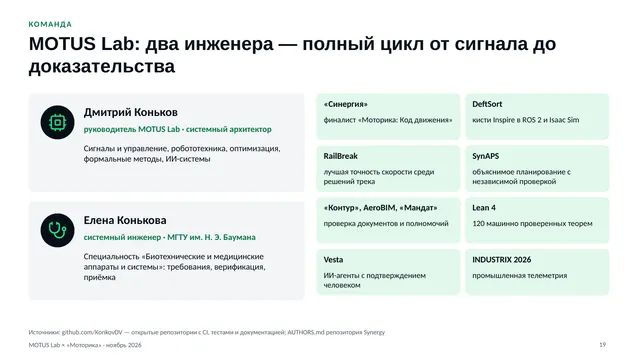 КОМАНДА
MOTUS Lab: два инженера — полный цикл от сигнала до
доказательства
Дмитрий Коньков
руководитель MOTUS Lab · системный архитектор
Сигналы и управление, робототехника, оптимизация,
формальные методы, ИИ-системы
Елена Конькова
системный инженер · МГТУ им. Н. Э. Баумана
Специальность «Биотехнические и медицинские
аппараты и системы»: требования, верификация,
приёмка
«Синергия»
финалист «Моторика: Код движения»
DeftSort
кисти Inspire в ROS 2 и Isaac Sim
RailBreak
лучшая точность скорости среди
решений трека
SynAPS
объяснимое планирование с
независимой проверкой
«Контур», AeroBIM, «Мандат»
проверка документов и полномочий
Lean 4
120 машинно проверенных теорем
Vesta
ИИ-агенты с подтверждением
человеком
INDUSTRIX 2026
промышленная телеметрия
Источники: github.com/KonkovDV — открытые репозитории с CI, тестами и документацией; AUTHORS.md репозитория Synergy
MOTUS Lab × «Моторика» · ноябрь 2026
19